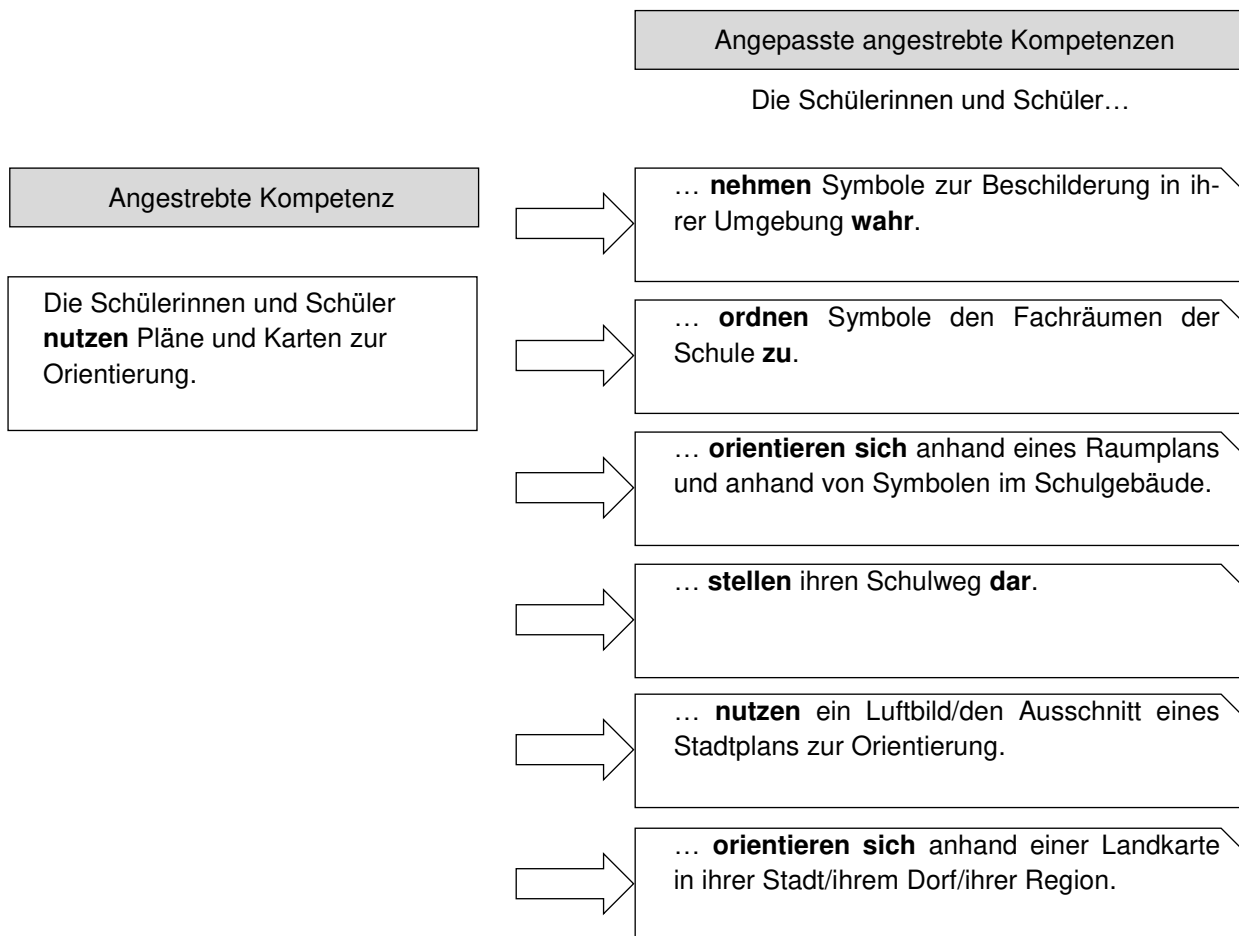 Angepasste angestrebte Kompetenzen
Die Schülerinnen und Schüler…
Angestrebte Kompetenz
Die Schülerinnen und Schüler
nutzen Pläne und Karten zur
Orientierung.
… nehmen Symbole zur Beschilderung in ih-
rer Umgebung wahr.
… ordnen Symbole den Fachräumen der
Schule zu.
… orientieren sich anhand eines Raumplans
und anhand von Symbolen im Schulgebäude.
… stellen ihren Schulweg dar.
… nutzen ein Luftbild/den Ausschnitt eines
Stadtplans zur Orientierung.
… orientieren sich anhand einer Landkarte
in ihrer Stadt/ihrem Dorf/ihrer Region.